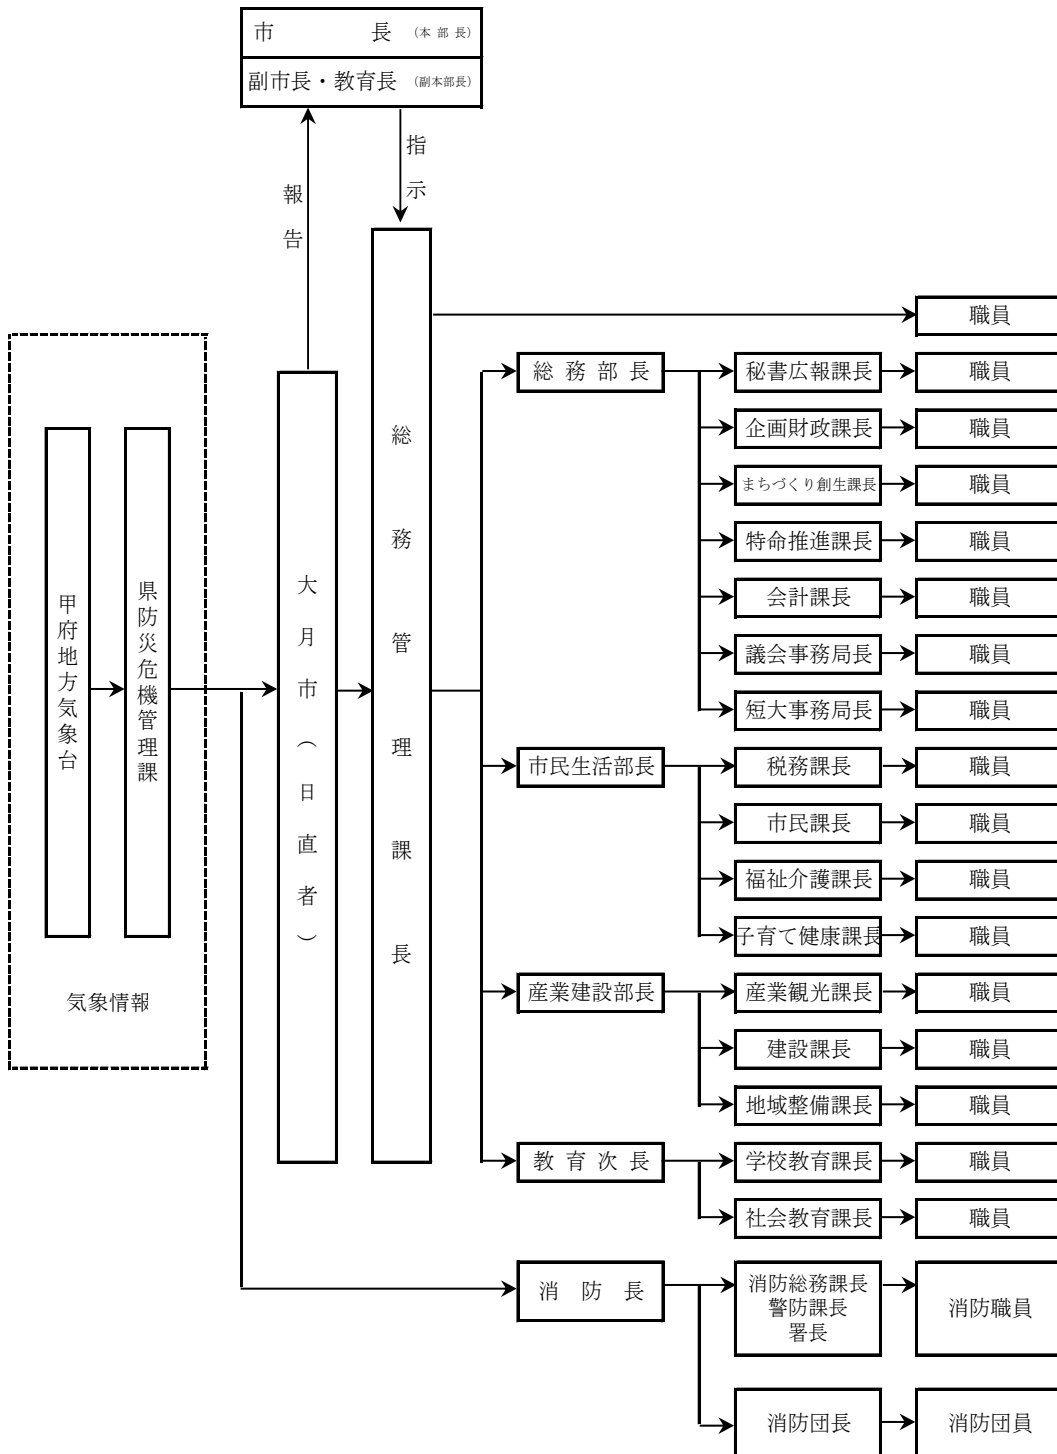 市長（本部長）
副市長・教育長（副本部長）
報告
指示
甲府地方気象台
県防災危機管理課
気象情報
大月市（日直者）
総務管理課長
職員
総務部長
秘書広報課長
職員
企画財政課長
職員
まちづくり創生課長
職員
特命推進課長
職員
会計課長
職員
議会事務局長
職員
短大事務局長
職員
市民生活部長
税務課長
職員
市民課長
職員
福祉介護課長
職員
子育て健康課長
職員
産業建設部長
産業観光課長
職員
建設課長
職員
地域整備課長
職員
教育次長
学校教育課長
職員
社会教育課長
職員
消防長
消防総務課長
警防課長
署長
消防職員
消防団長
消防団員